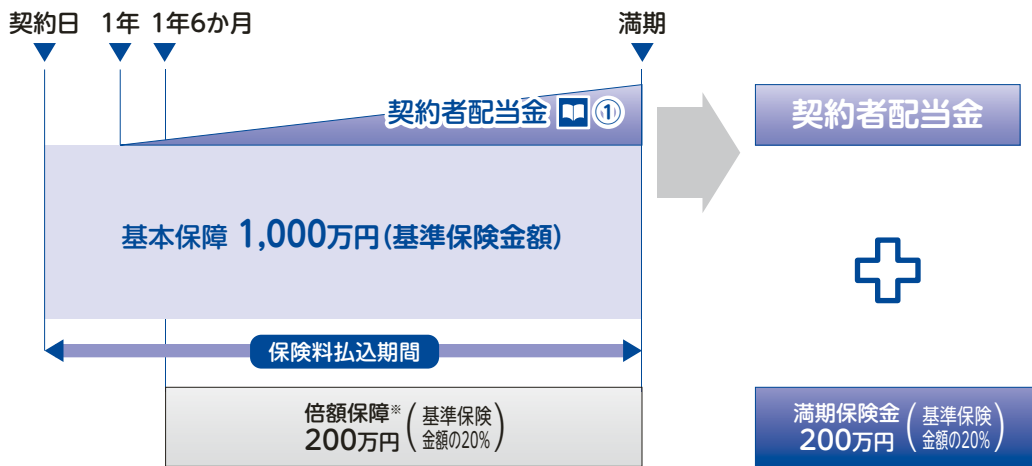 契約日 1年 1年6か月 満期
契約者配当金 ①
契約者配当金
基本保障 1,000万円(基準保険金額)
保険料払込期間
倍額保障※
200万円
(基準保険
金額の20%)
満期保険金
200万円
(基準保険
金額の20%)